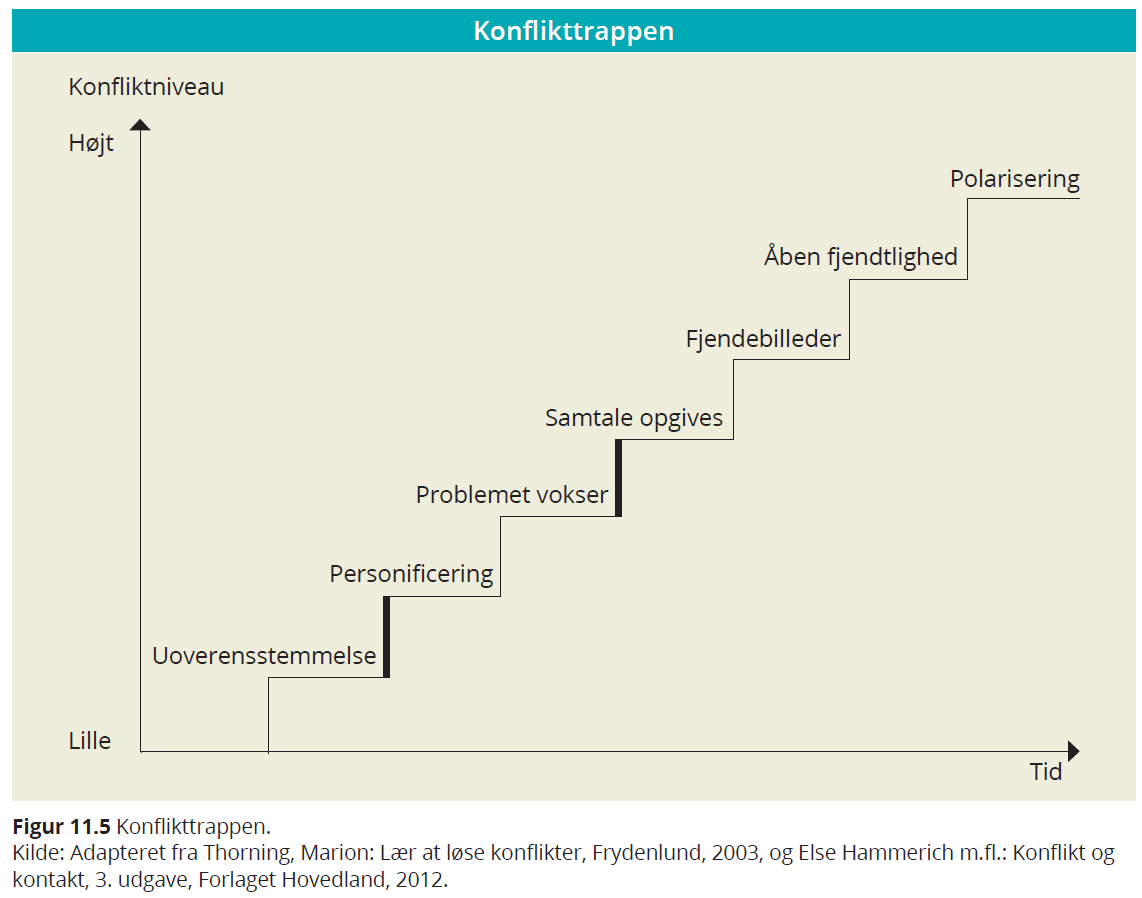 Konflikttrappen
Konfliktniveau
Højt
Polarisering
Åben fjendtlighed
Fjendebilleder
Samtale opgives
Problemet vokser
Personificering
Uoverensstemmelse
Lille
Tid
Figur 11.5 Konflikttrappen.
Kilde: Adapteret fra Thorning, Marion: Lær at løse konflikter, Frydenlund, 2003, og Else Hammerich m.fl.: Konflikt og
kontakt, 3. udgave, Forlaget Hovedland, 2012.